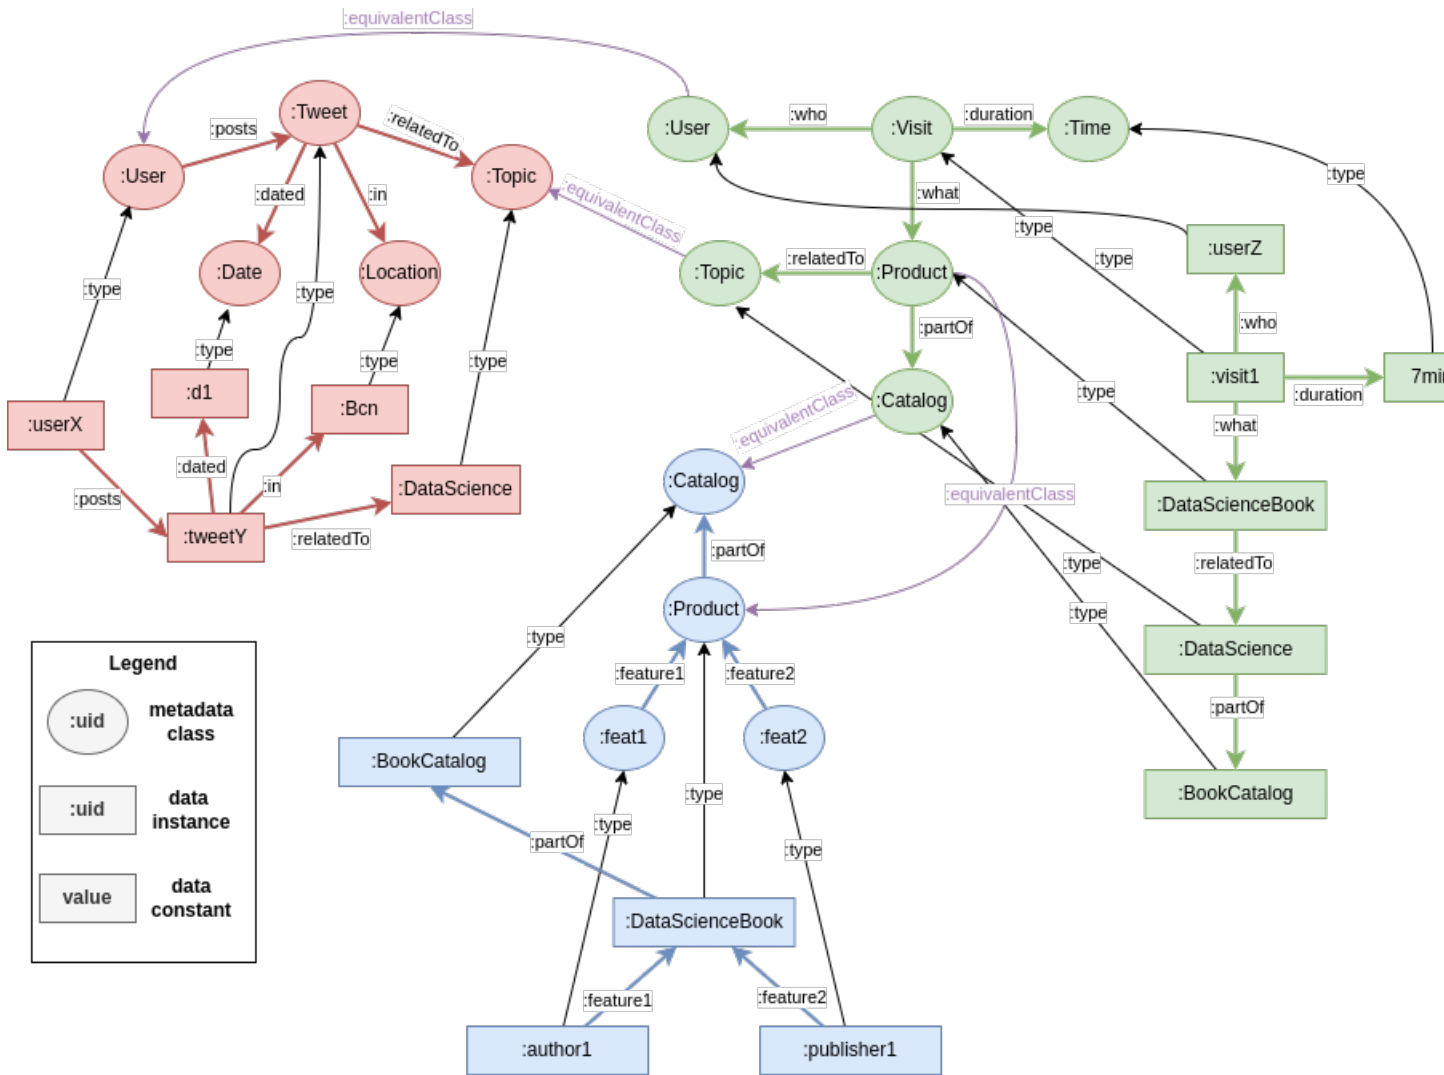 :equivalentClass
:Tweet
:posts
:relatedTo
:User
:Topic
:dated
:in
:Date
:Location
:type
:type
:type
:type
:type
:d1
:Bcn
:userX
:dated
:in
:DataScience
:posts
:tweetY
:relatedTo
:equivalentClass
:User
:who
:Visit
:duration
:Time
:what
:type
:type
:type
:Topic
:relatedTo
:Product
:userZ
:partOf
:who
:Catalog
:type
:visit1
:duration
7min
:what
:equivalentClass
:Catalog
:equivalentClass
:DataScienceBook
:partOf
:type
:relatedTo
:Product
:type
:type
:DataScience
:feature1
:feature2
:partOf
:feat1
:feat2
:BookCatalog
:BookCatalog
:type
:type
:type
:partOf
:DataScienceBook
:feature1
:feature2
:author1
:publisher1
Legend
:uid
metadata
class
:uid
data
instance
value
data
constant